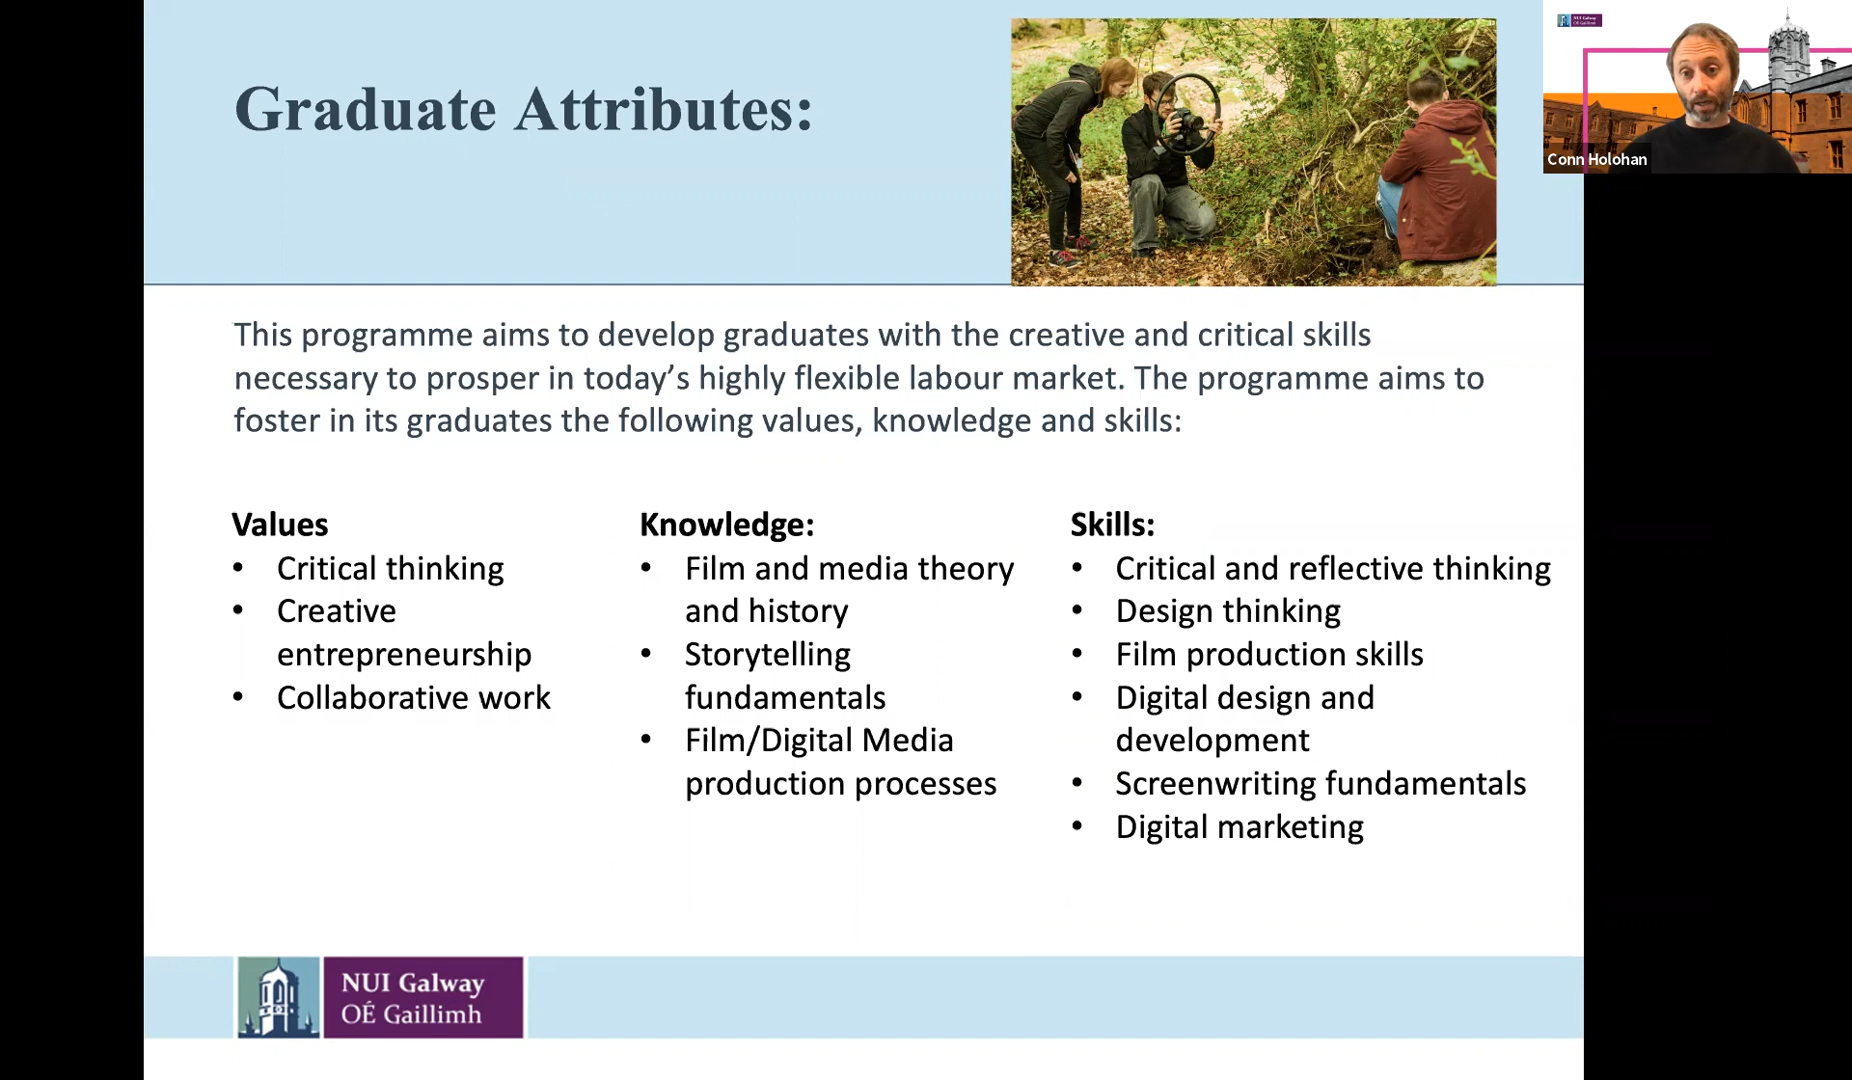 Graduate Attributes:
NUI Galway
OÉ Gaillimh
Conn Holohan
This programme aims to develop graduates with the creative and critical skills
necessary to prosper in today’s highly flexible labour market. The programme aims to
foster in its graduates the following values, knowledge and skills:
Values
• Critical thinking
• Creative
entrepreneurship
• Collaborative work
Knowledge:
• Film and media theory
and history
• Storytelling
fundamentals
• Film/Digital Media
production processes
Skills:
• Critical and reflective thinking
• Design thinking
• Film production skills
• Digital design and
development
• Screenwriting fundamentals
• Digital marketing
NUI Galway
OÉ Gaillimh